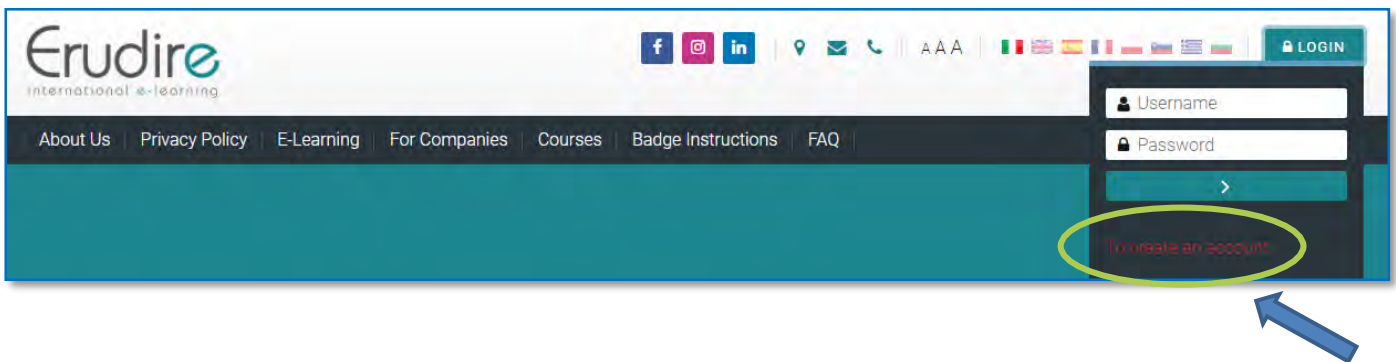 Erudire
international e-learning
f in AAA LOGIN
Username
About Us Privacy Policy E-Learning For Companies Courses Badge Instructions FAQ
Password
To create an account